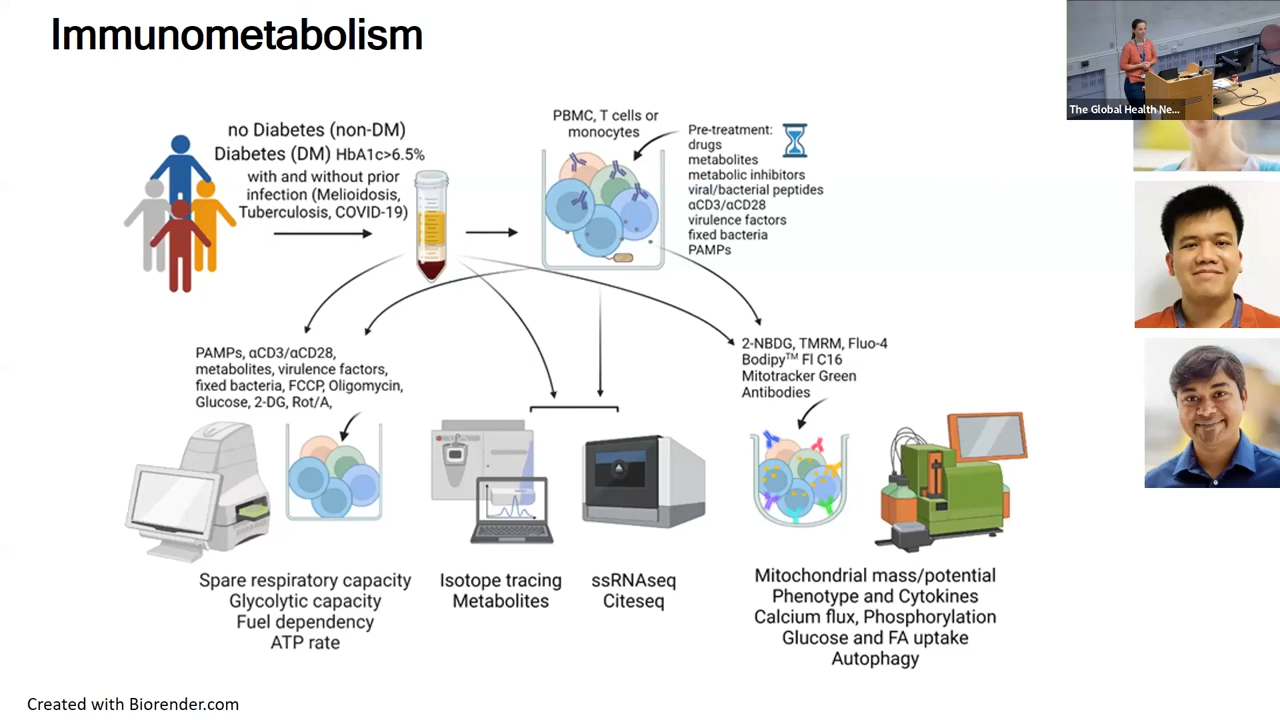 Immunometabolism
The Global Health Ne...
no Diabetes (non-DM)
Diabetes (DM) HbA1c>6.5%
with and without prior
infection (Melioidosis,
Tuberculosis, COVID-19)
PBMC, T cells or
monocytes
Pre-treatment:
drugs
metabolites
metabolic inhibitors
viral/bacterial peptides
αCD3/αCD28
virulence factors
fixed bacteria
PAMPs
PAMPs, αCD3/αCD28,
metabolites, virulence factors,
fixed bacteria, FCCP, Oligomycin,
Glucose, 2-DG, Rot/A,
2-NBDG, TMRM, Fluo-4
Bodipy™ Fl C16
Mitotracker Green
Antibodies
Spare respiratory capacity
Glycolytic capacity
Fuel dependency
ATP rate
Isotope tracing
Metabolites
ssRNAseq
Citeseq
Mitochondrial mass/potential
Phenotype and Cytokines
Calcium flux, Phosphorylation
Glucose and FA uptake
Autophagy
Created with Biorender.com